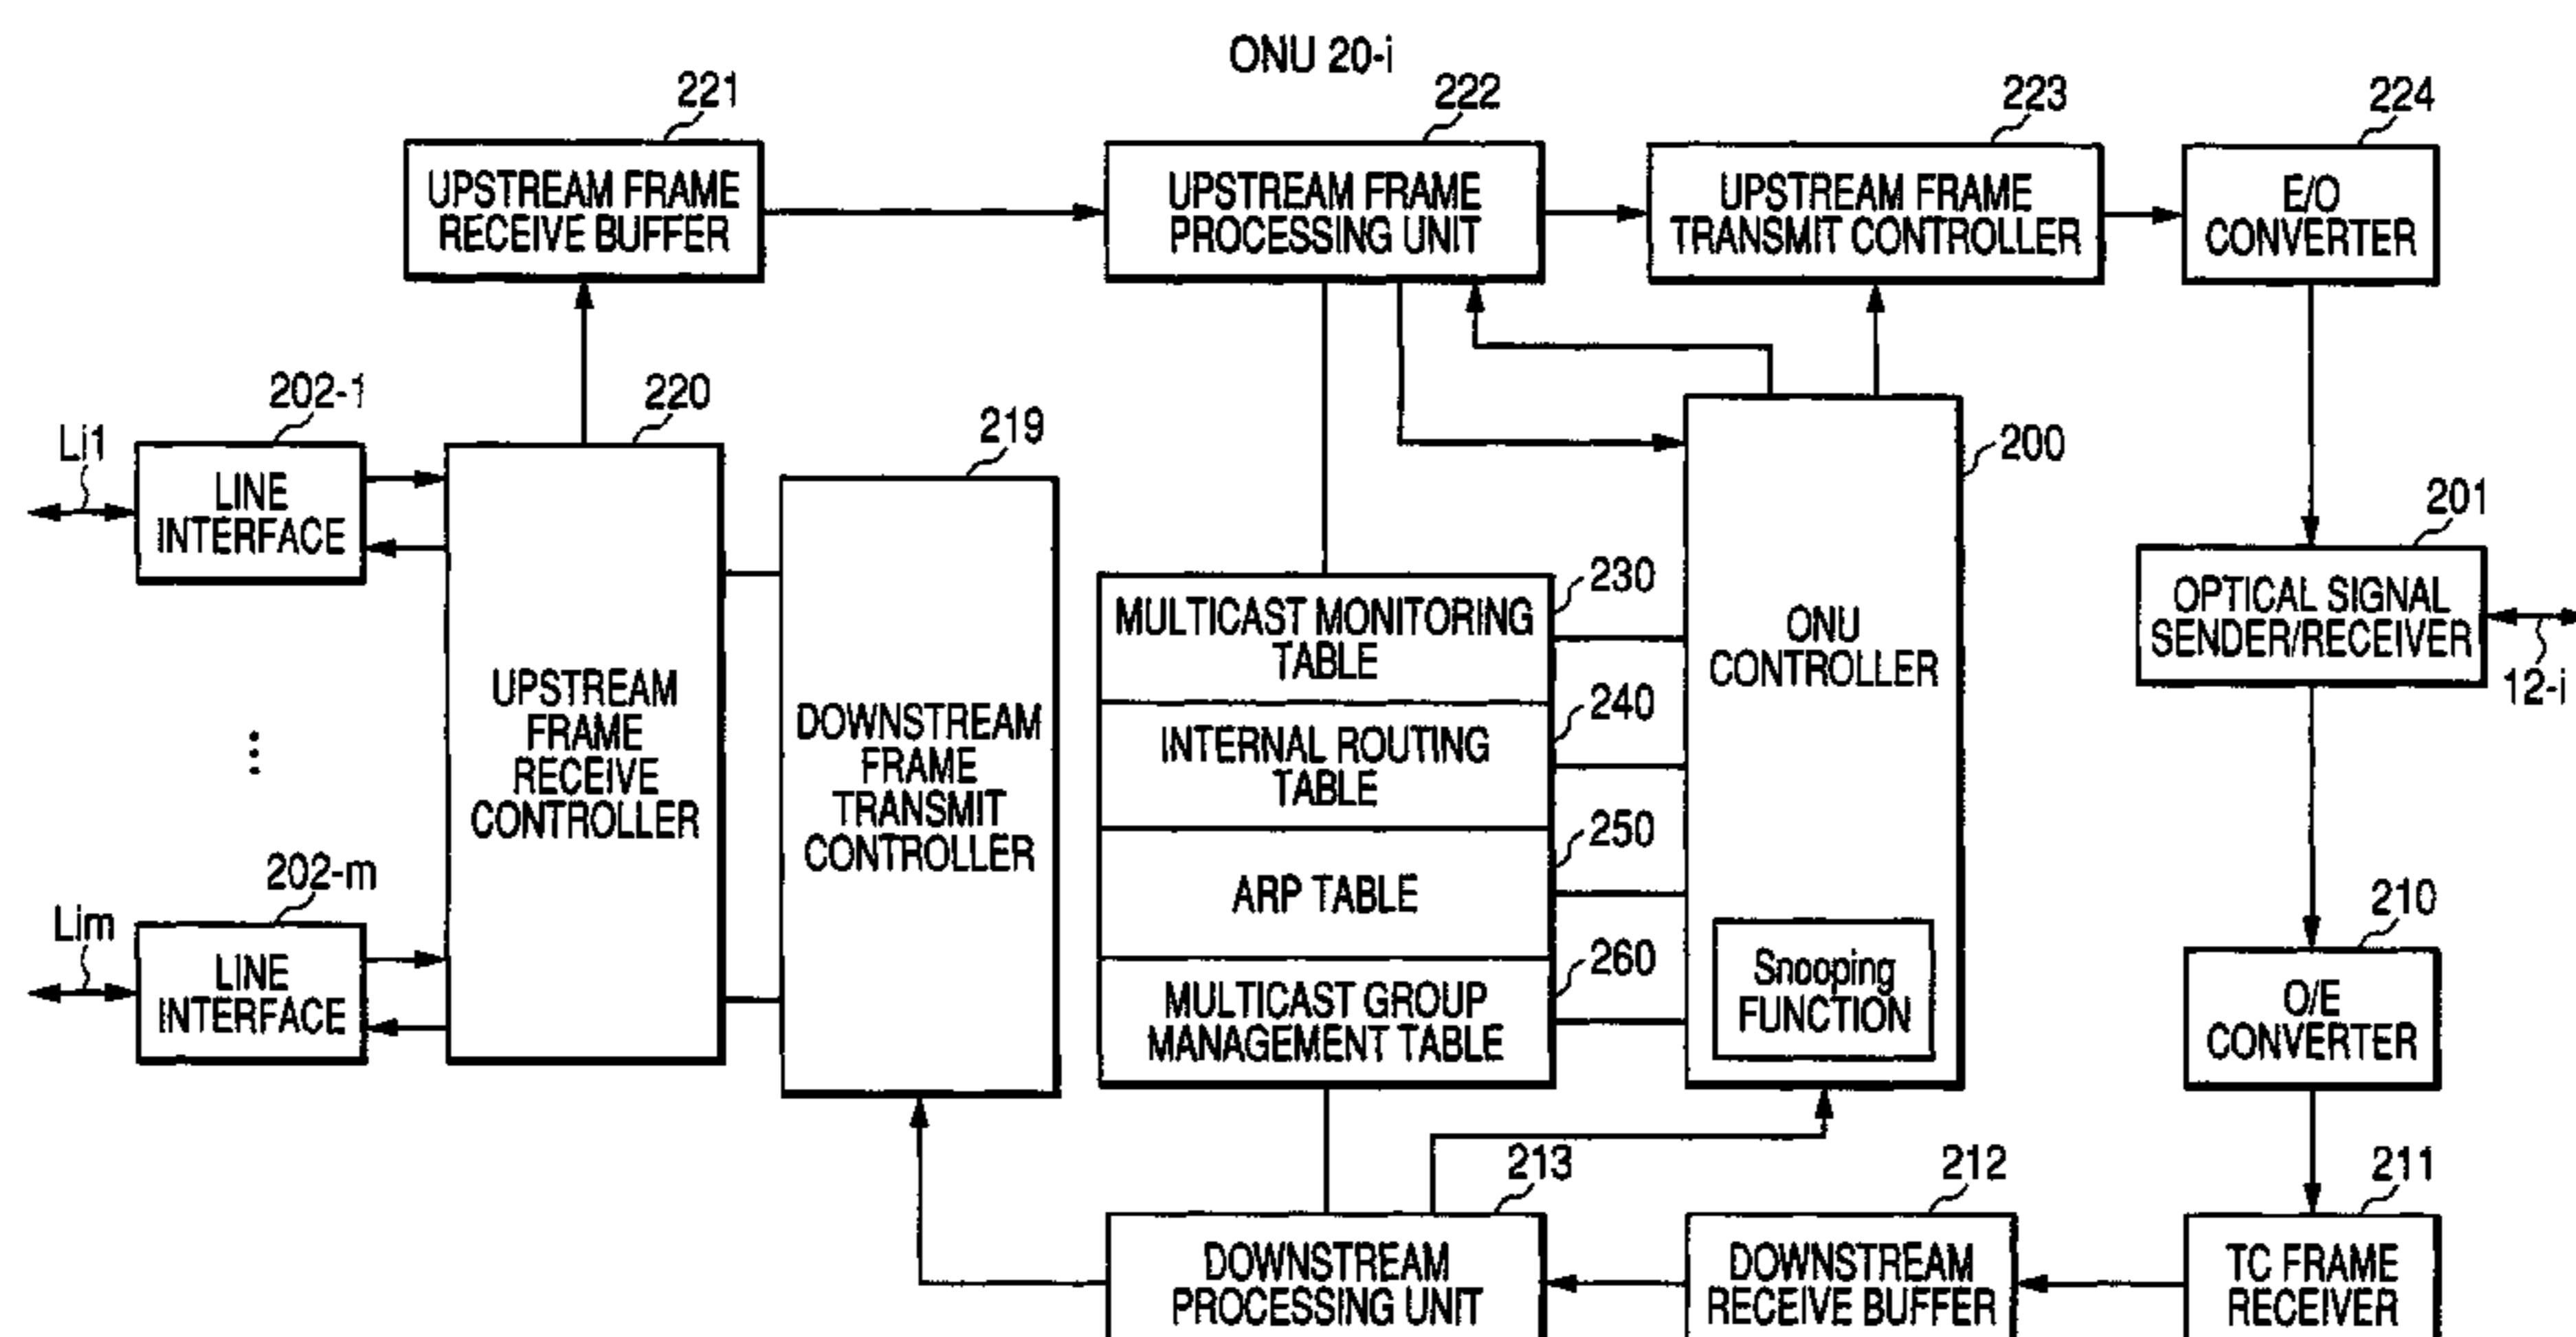 ONU 20-i
221
222
223
224
UPSTREAM FRAME
RECEIVE BUFFER
UPSTREAM FRAME
PROCESSING UNIT
UPSTREAM FRAME
TRANSMIT CONTROLLER
E/O
CONVERTER
Li1
202-1
LINE
INTERFACE
220
UPSTREAM
FRAME
RECEIVE
CONTROLLER
219
DOWNSTREAM
FRAME
TRANSMIT
CONTROLLER
Lim
202-m
LINE
INTERFACE
230
MULTICAST MONITORING
TABLE
240
INTERNAL ROUTING
TABLE
250
ARP TABLE
260
MULTICAST GROUP
MANAGEMENT TABLE
200
ONU
CONTROLLER
Snooping
FUNCTION
201
OPTICAL SIGNAL
SENDER/RECEIVER
12-i
210
O/E
CONVERTER
213
212
211
DOWNSTREAM
PROCESSING UNIT
DOWNSTREAM
RECEIVE BUFFER
TC FRAME
RECEIVER